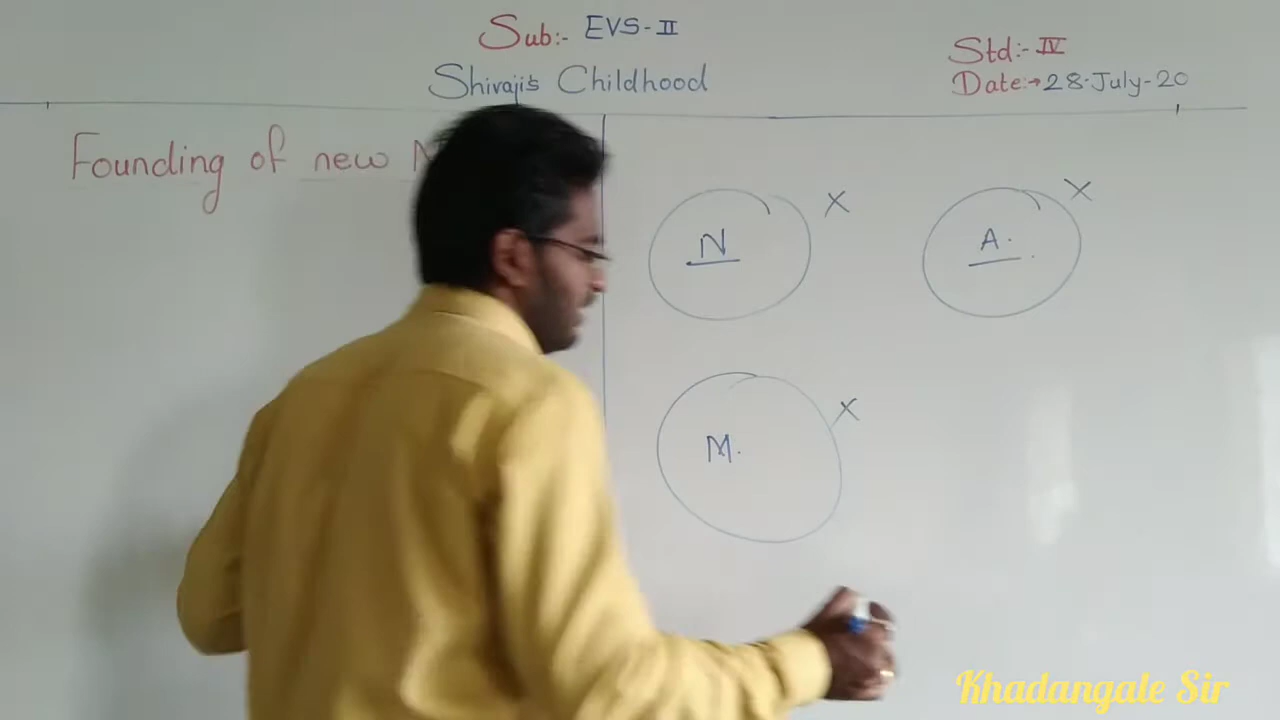 Sub:- EVS-II
Shivaji's Childhood
Std:- IV
Date:→28-July-20
Founding of new
N
x
A.
x
M.
x
Khadangale Sir